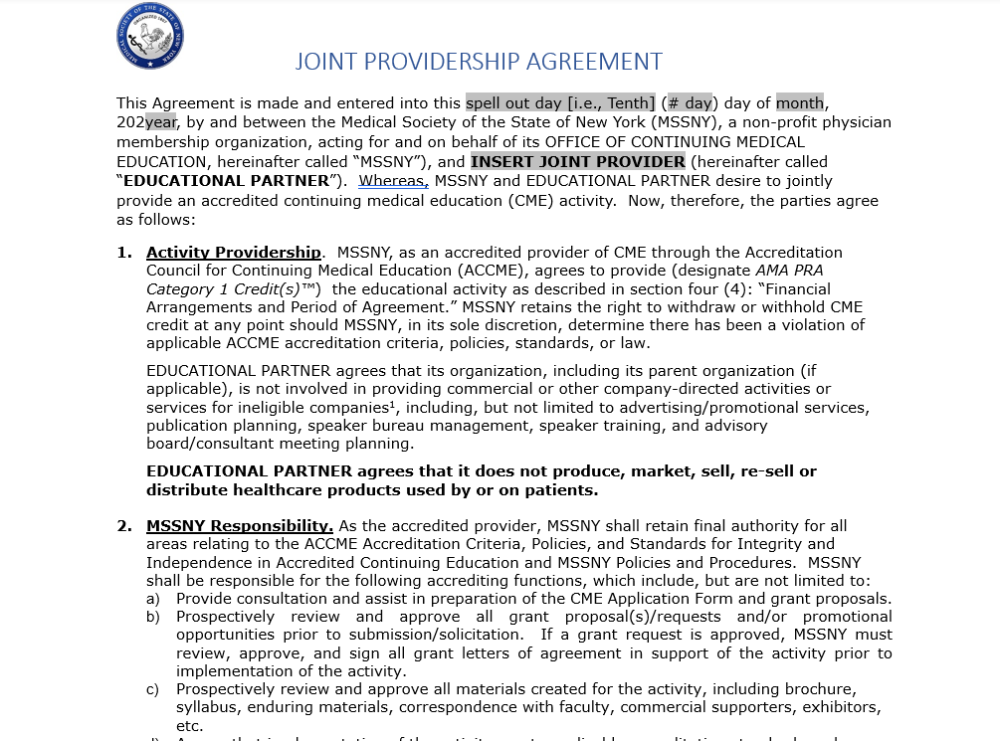 MEDICAL SOCIETY OF THE STATE OF NEW YORK
ORGANIZED 1807
JOINT PROVIDERSHIP AGREEMENT
This Agreement is made and entered into this spell out day [i.e., Tenth] (# day) day of month,
202year, by and between the Medical Society of the State of New York (MSSNY), a non-profit physician
membership organization, acting for and on behalf of its OFFICE OF CONTINUING MEDICAL
EDUCATION, hereinafter called “MSSNY”), and INSERT JOINT PROVIDER (hereinafter called
“EDUCATIONAL PARTNER”).  Whereas, MSSNY and EDUCATIONAL PARTNER desire to jointly
provide an accredited continuing medical education (CME) activity.  Now, therefore, the parties agree
as follows:
1. Activity Providership.  MSSNY, as an accredited provider of CME through the Accreditation
Council for Continuing Medical Education (ACCME), agrees to provide (designate AMA PRA
Category 1 Credit(s)™)  the educational activity as described in section four (4): “Financial
Arrangements and Period of Agreement.” MSSNY retains the right to withdraw or withhold CME
credit at any point should MSSNY, in its sole discretion, determine there has been a violation of
applicable ACCME accreditation criteria, policies, standards, or law.
EDUCATIONAL PARTNER agrees that its organization, including its parent organization (if
applicable), is not involved in providing commercial or other company-directed activities or
services for ineligible companies¹, including, but not limited to advertising/promotional services,
publication planning, speaker bureau management, speaker training, and advisory
board/consultant meeting planning.
EDUCATIONAL PARTNER agrees that it does not produce, market, sell, re-sell or
distribute healthcare products used by or on patients.
2. MSSNY Responsibility. As the accredited provider, MSSNY shall retain final authority for all
areas relating to the ACCME Accreditation Criteria, Policies, and Standards for Integrity and
Independence in Accredited Continuing Education and MSSNY Policies and Procedures.  MSSNY
shall be responsible for the following accrediting functions, which include, but are not limited to:
a) Provide consultation and assist in preparation of the CME Application Form and grant proposals.
b) Prospectively review and approve all grant proposal(s)/requests and/or promotional
opportunities prior to submission/solicitation.  If a grant request is approved, MSSNY must
review, approve, and sign all grant letters of agreement in support of the activity prior to
implementation of the activity.
c) Prospectively review and approve all materials created for the activity, including brochure,
syllabus, enduring materials, correspondence with faculty, commercial supporters, exhibitors,
etc.